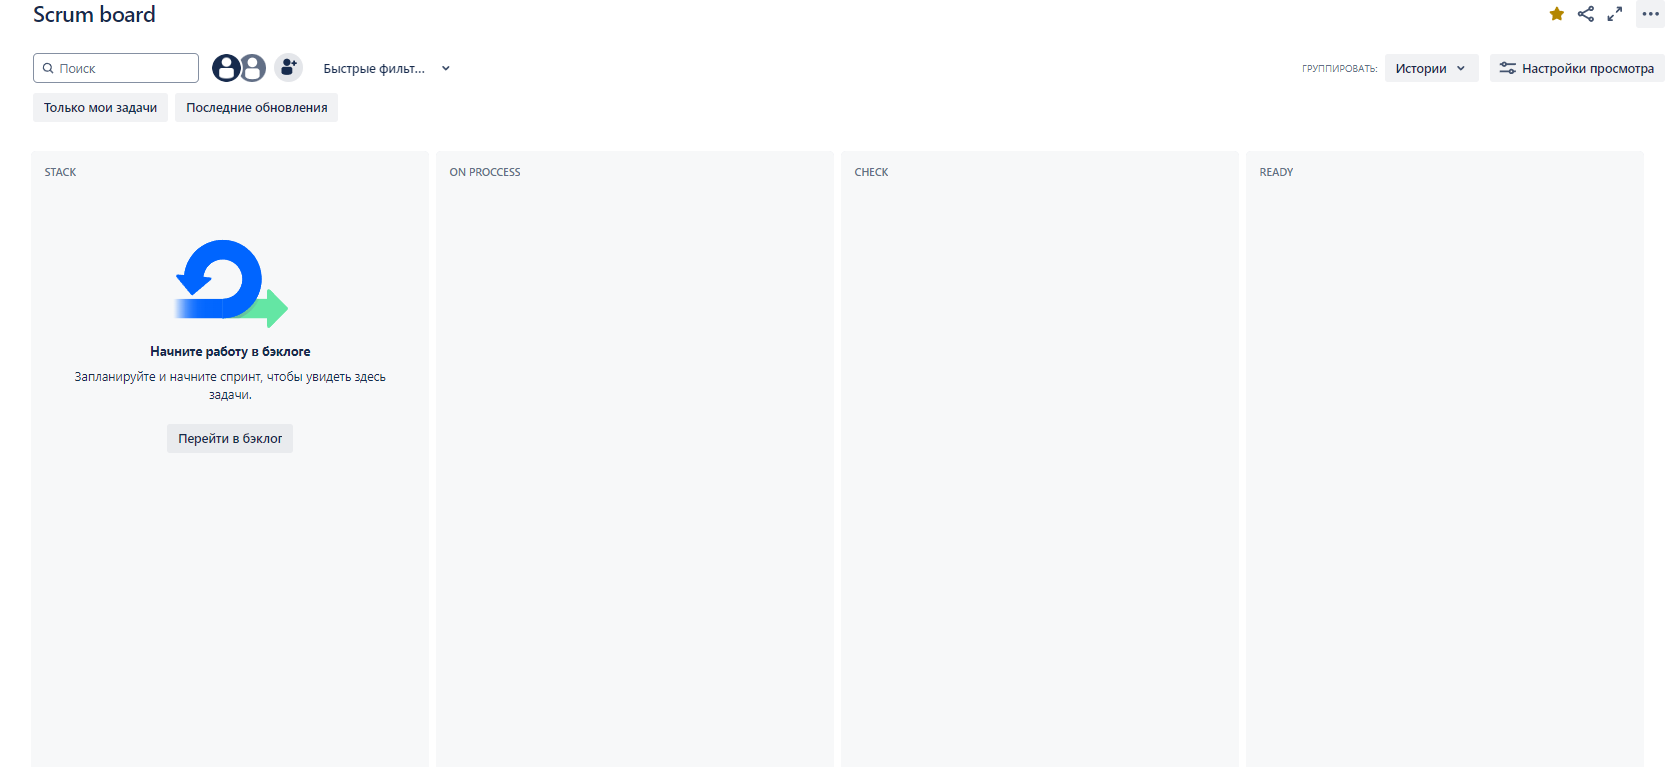 Scrum board
Поиск
Быстрые фильт...
ГРУППИРОВАТЬ:
Истории
Настройки просмотра
Только мои задачи
Последние обновления
STACK
ON PROCCESS
CHECK
READY
Начните работу в бэклоге
Запланируйте и начните спринт, чтобы увидеть здесь
задачи.
Перейти в бэклог